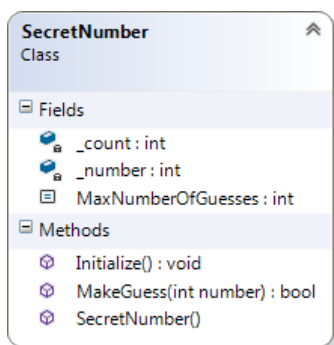 SecretNumber
Class
Fields
_count : int
_number : int
MaxNumberOfGuesses : int
Methods
Initialize() : void
MakeGuess(int number) : bool
SecretNumber()